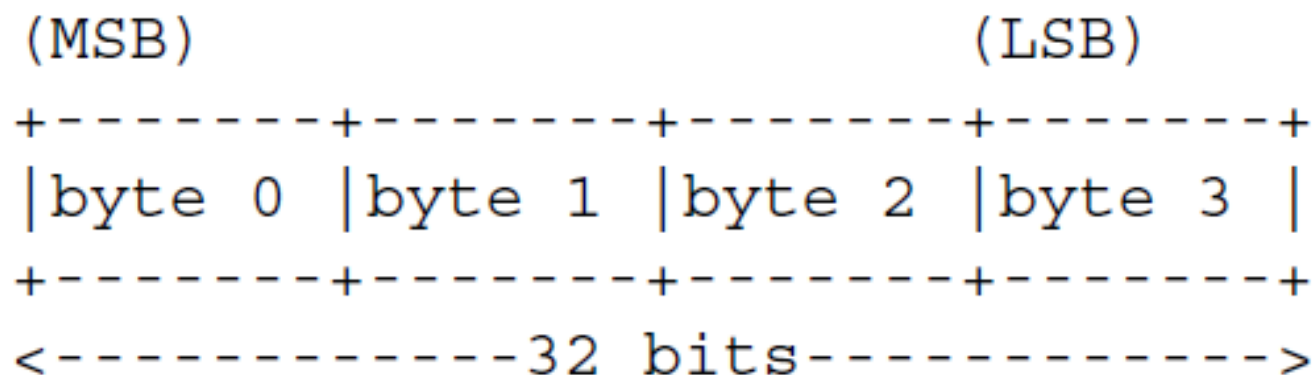 (MSB)                   (LSB)
+-------+-------+-------+-------+
|byte 0 |byte 1 |byte 2 |byte 3 |
+-------+-------+-------+-------+
<-------------32 bits------------>